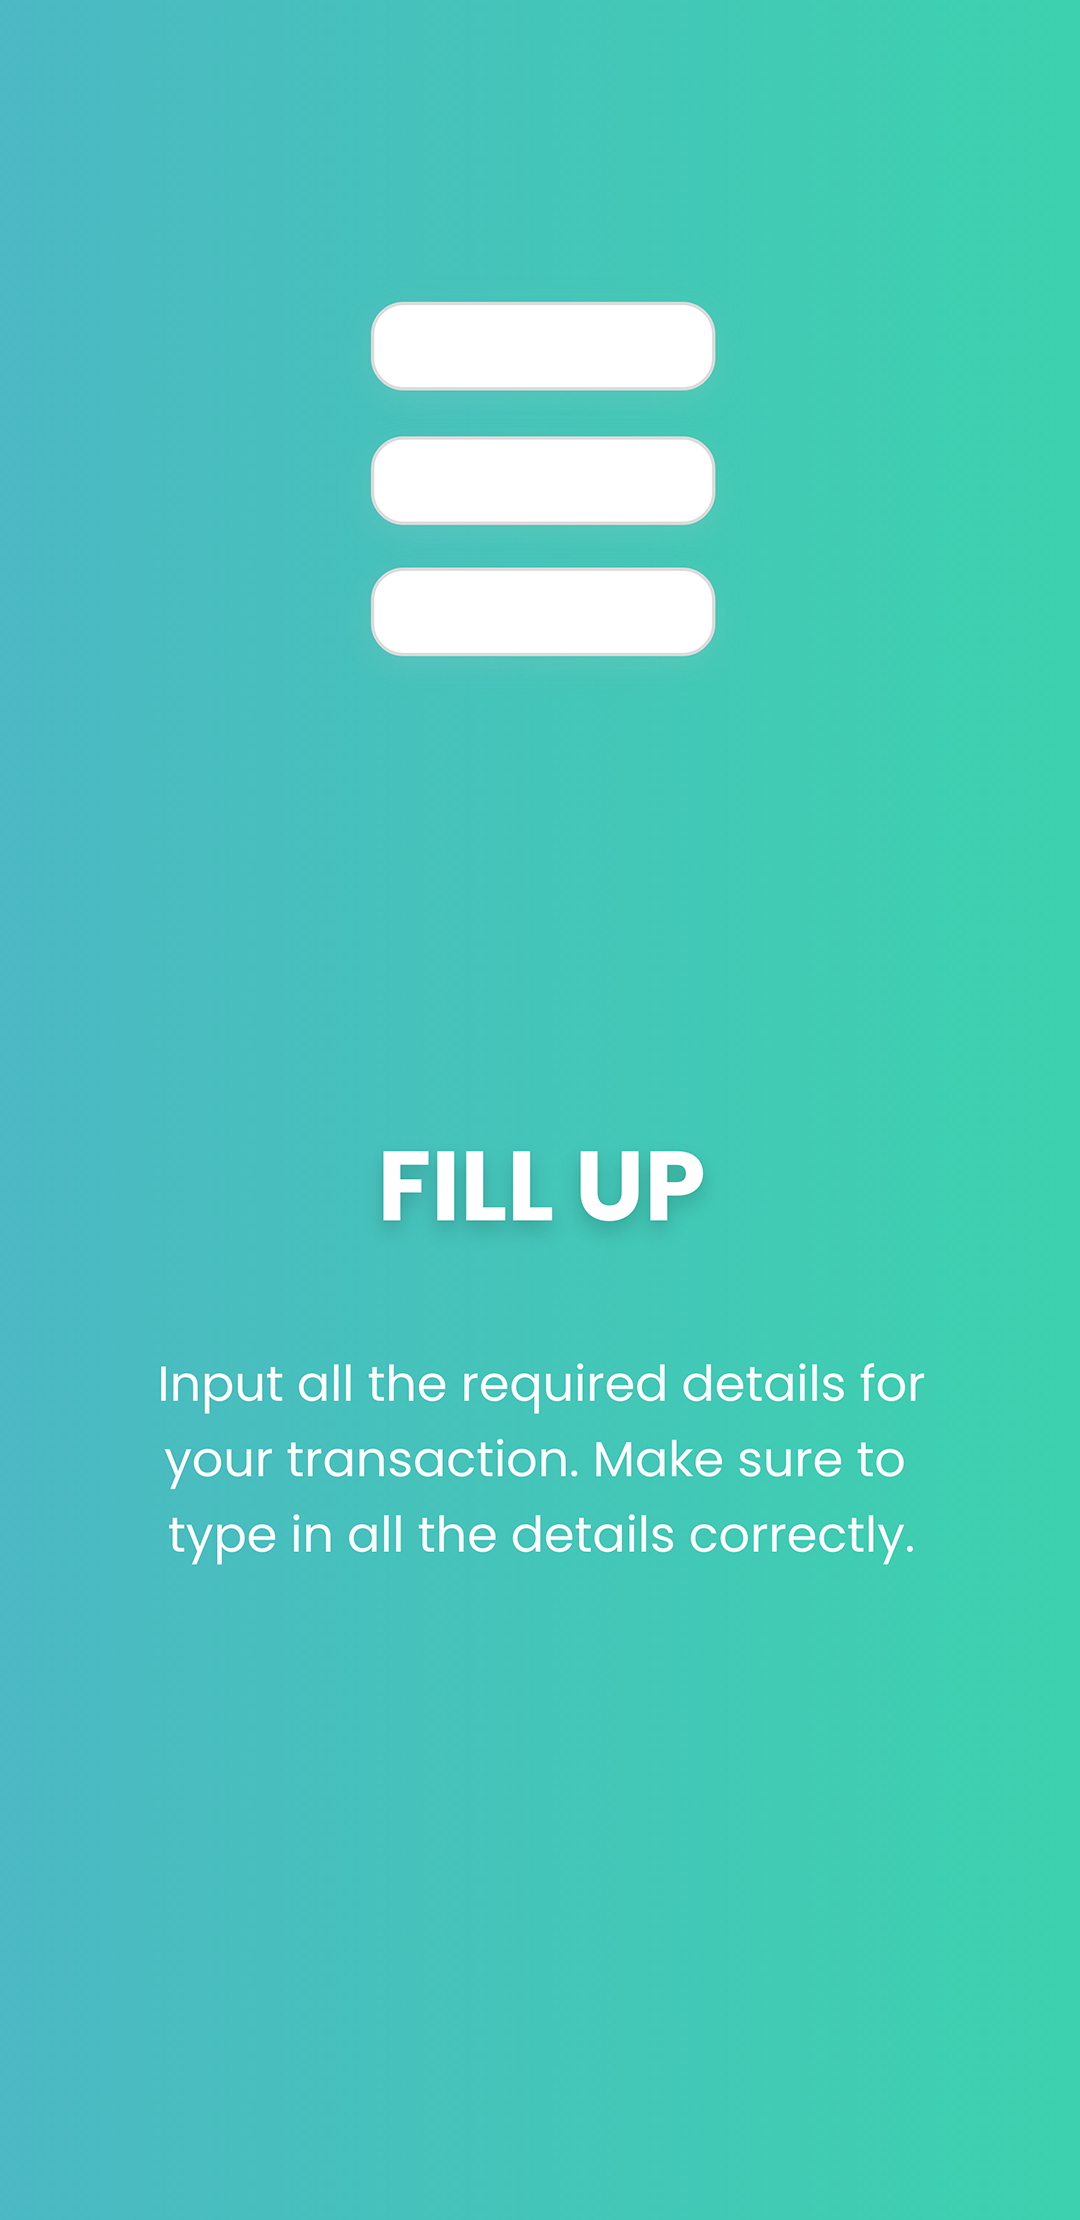 FILL UP
Input all the required details for
your transaction. Make sure to
type in all the details correctly.